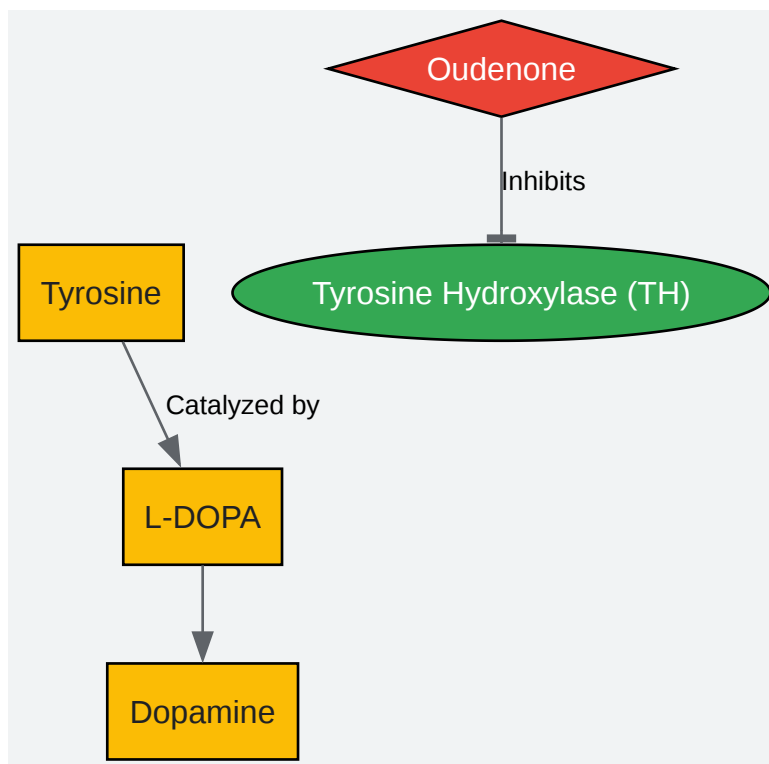 Oudenone
Inhibits
Tyrosine
Tyrosine Hydroxylase (TH)
Catalyzed by
L-DOPA
Dopamine